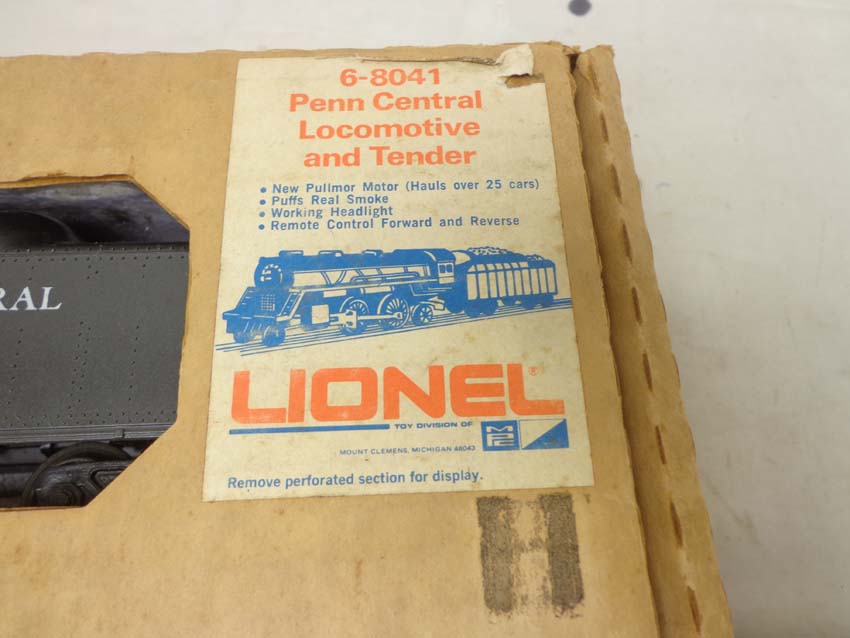 6-8041
Penn Central
Locomotive
and Tender
• New Pullmor Motor (Hauls over 25 cars)
• Puffs Real Smoke
• Working Headlight
• Remote Control Forward and Reverse
RAL
LIONEL®
TOY DIVISION OF
MPC
MOUNT CLEMENS, MICHIGAN 48043
Remove perforated section for display.
H